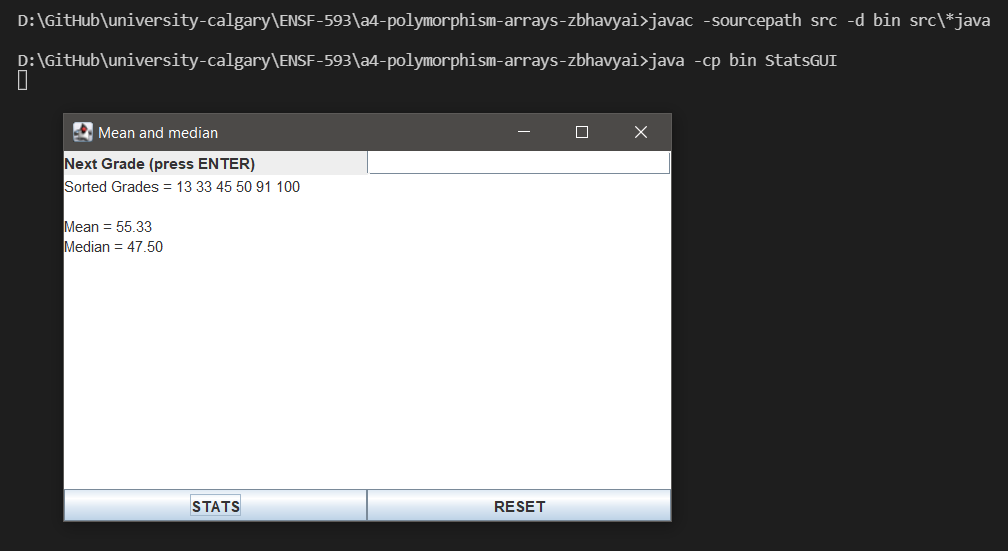 D:\GitHub\university-calgary\ENSF-593\a4-polymorphism-arrays-zbhavyai>javac -sourcepath src -d bin src\*java
D:\GitHub\university-calgary\ENSF-593\a4-polymorphism-arrays-zbhavyai>java -cp bin StatsGUI
Mean and median
Next Grade (press ENTER)
Sorted Grades = 13 33 45 50 91 100
Mean = 55.33
Median = 47.50
STATS RESET